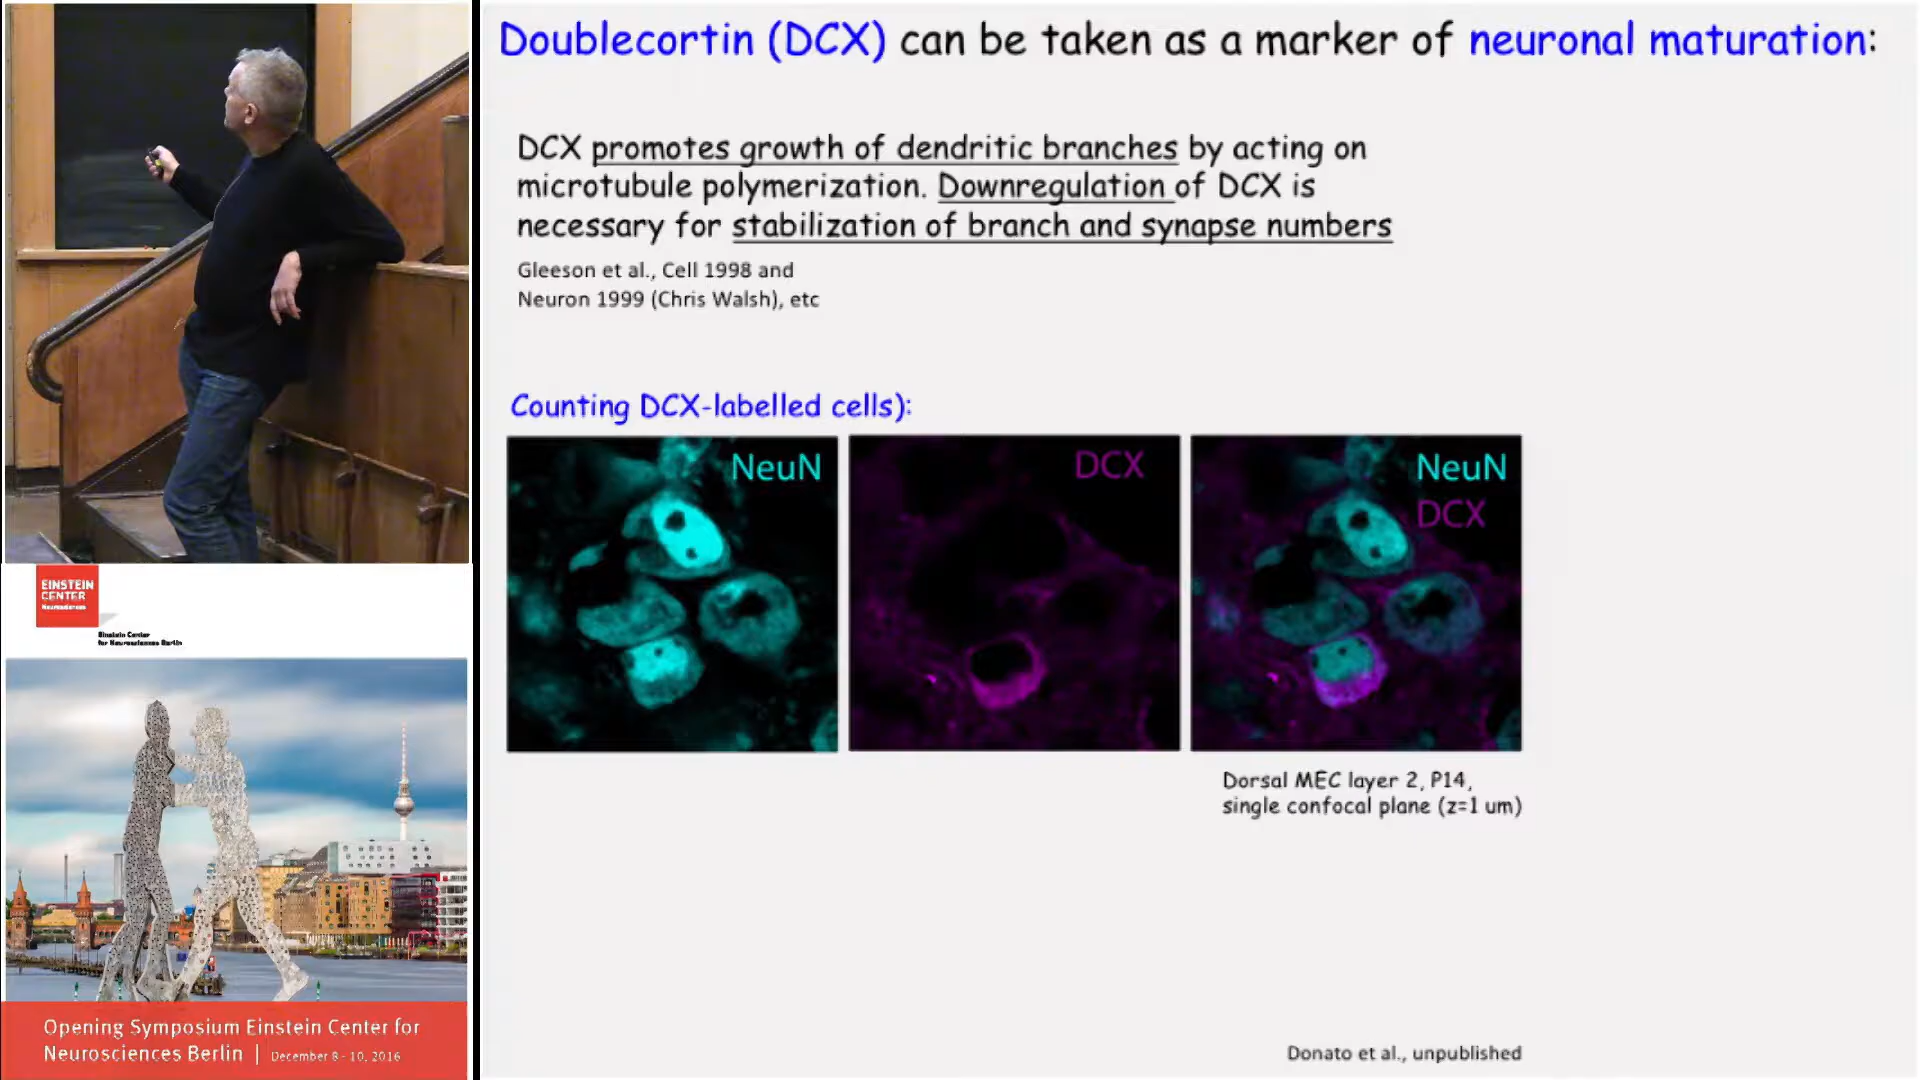 Doublecortin (DCX) can be taken as a marker of neuronal maturation:
DCX promotes growth of dendritic branches by acting on
microtubule polymerization. Downregulation of DCX is
necessary for stabilization of branch and synapse numbers
Gleeson et al., Cell 1998 and
Neuron 1999 (Chris Walsh), etc
Counting DCX-labelled cells):
NeuN
DCX
NeuN
DCX
Dorsal MEC layer 2, P14,
single confocal plane (z=1 um)
Donato et al., unpublished
EINSTEIN
CENTER
Neurosciences
Einstein Center
for Neurosciences Berlin
Opening Symposium Einstein Center for
Neurosciences Berlin | December 8 - 10, 2016